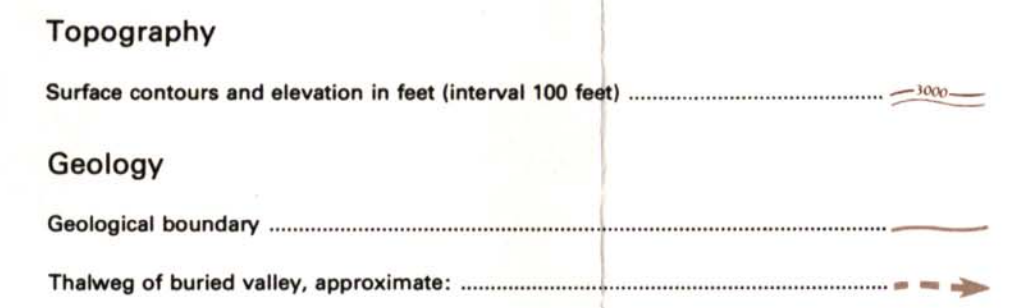 Topography
Surface contours and elevation in feet (interval 100 feet) ........................................... 3000
Geology
Geological boundary ........................................................................................................
Thalweg of buried valley, approximate: ........................................................................